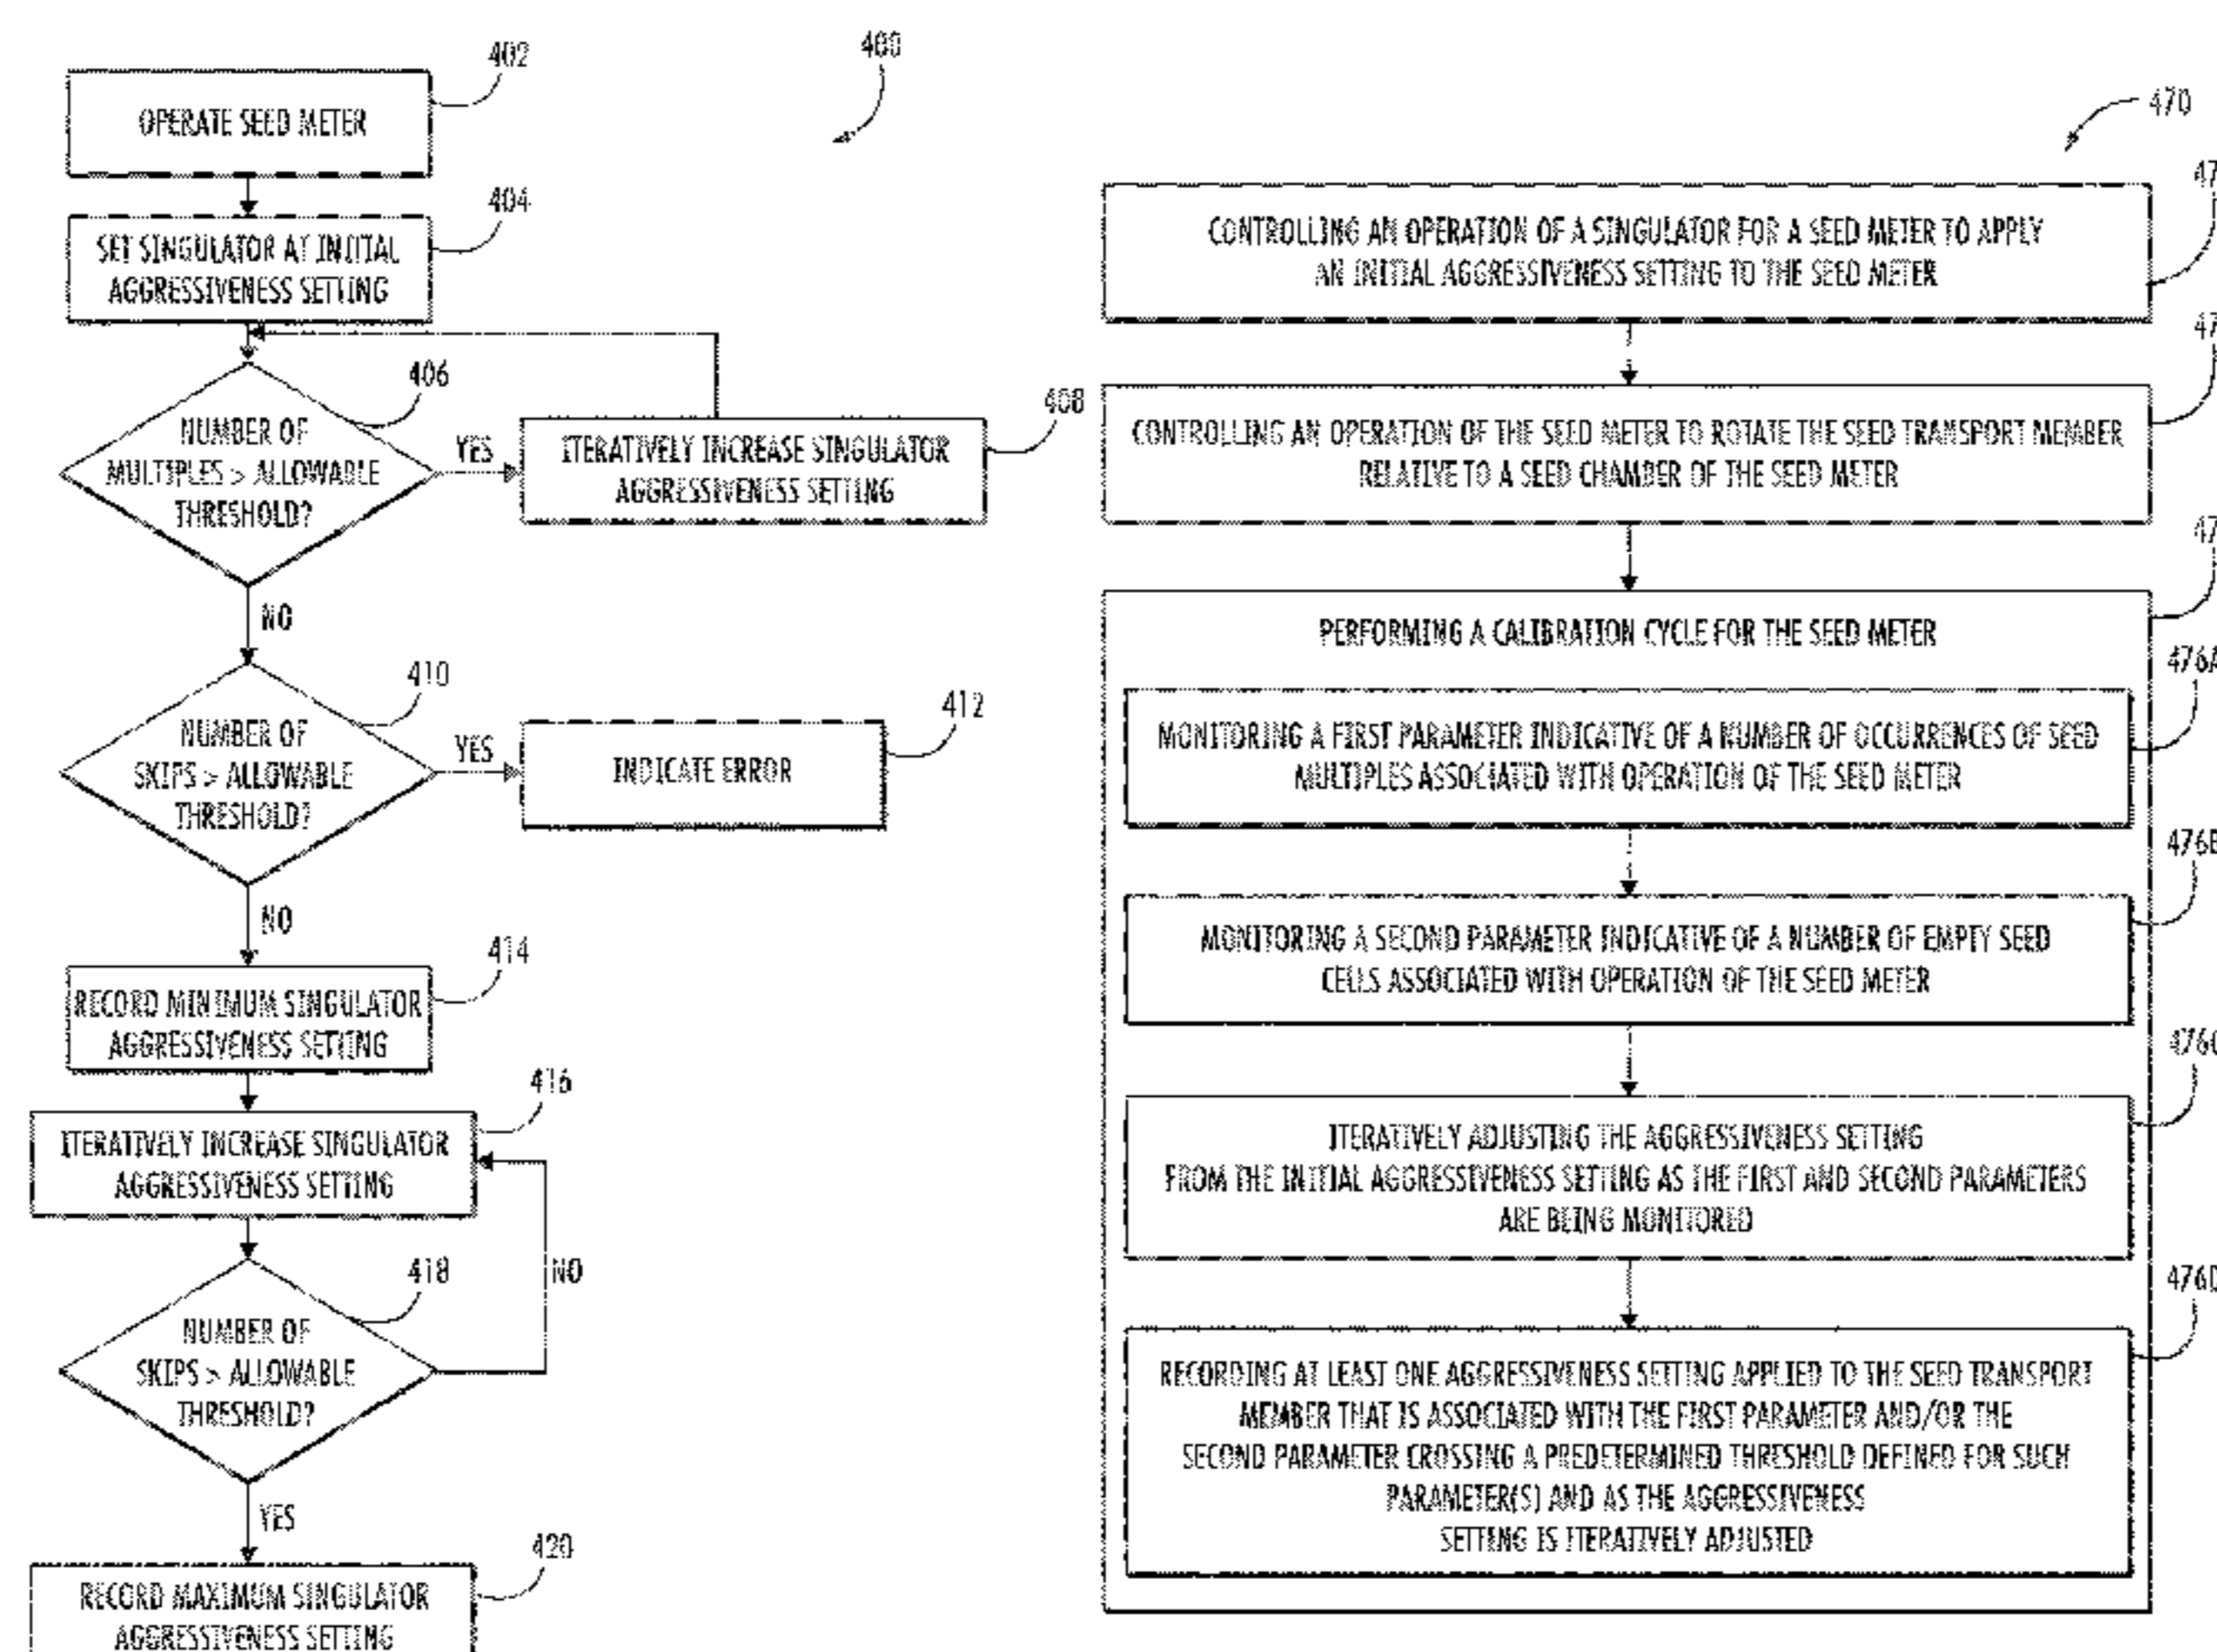 400
402
OPERATE SEED METER
404
SET SINGULATOR AT INITIAL
AGGRESSIVENESS SETTING
406
NUMBER OF
MULTIPLES > ALLOWABLE
THRESHOLD?
YES
408
ITERATIVELY INCREASE SINGULATOR
AGGRESSIVENESS SETTING
NO
410
NUMBER OF
SKIPS > ALLOWABLE
THRESHOLD?
YES
412
INDICATE ERROR
NO
414
RECORD MINIMUM SINGULATOR
AGGRESSIVENESS SETTING
416
ITERATIVELY INCREASE SINGULATOR
AGGRESSIVENESS SETTING
418
NUMBER OF
SKIPS > ALLOWABLE
THRESHOLD?
NO
YES
420
RECORD MAXIMUM SINGULATOR
AGGRESSIVENESS SETTING
470
CONTROLLING AN OPERATION OF A SINGULATOR FOR A SEED METER TO APPLY
AN INITIAL AGGRESSIVENESS SETTING TO THE SEED METER
CONTROLLING AN OPERATION OF THE SEED METER TO ROTATE THE SEED TRANSPORT MEMBER
RELATIVE TO A SEED CHAMBER OF THE SEED METER
PERFORMING A CALIBRATION CYCLE FOR THE SEED METER
476A
MONITORING A FIRST PARAMETER INDICATIVE OF A NUMBER OF OCCURRENCES OF SEED
MULTIPLES ASSOCIATED WITH OPERATION OF THE SEED METER
476B
MONITORING A SECOND PARAMETER INDICATIVE OF A NUMBER OF EMPTY SEED
CELLS ASSOCIATED WITH OPERATION OF THE SEED METER
476C
ITERATIVELY ADJUSTING THE AGGRESSIVENESS SETTING
FROM THE INITIAL AGGRESSIVENESS SETTING AS THE FIRST AND SECOND PARAMETERS
ARE BEING MONITORED
476D
RECORDING AT LEAST ONE AGGRESSIVENESS SETTING APPLIED TO THE SEED TRANSPORT
MEMBER THAT IS ASSOCIATED WITH THE FIRST PARAMETER AND/OR THE
SECOND PARAMETER CROSSING A PREDETERMINED THRESHOLD DEFINED FOR SUCH
PARAMETER(S) AND AS THE AGGRESSIVENESS
SETTING IS ITERATIVELY ADJUSTED